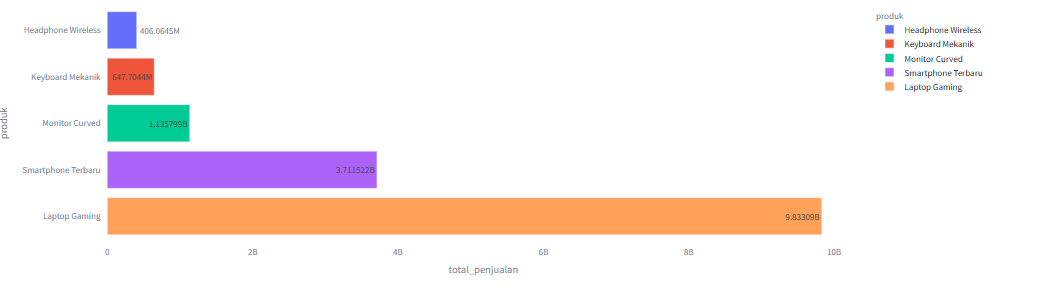 produk
Headphone Wireless
406.0645M
Keyboard Mekanik
647.7044M
Monitor Curved
1.135799B
Smartphone Terbaru
3.711522B
Laptop Gaming
9.83309B
0
2B
4B
6B
8B
10B
total_penjualan
produk
Headphone Wireless
Keyboard Mekanik
Monitor Curved
Smartphone Terbaru
Laptop Gaming